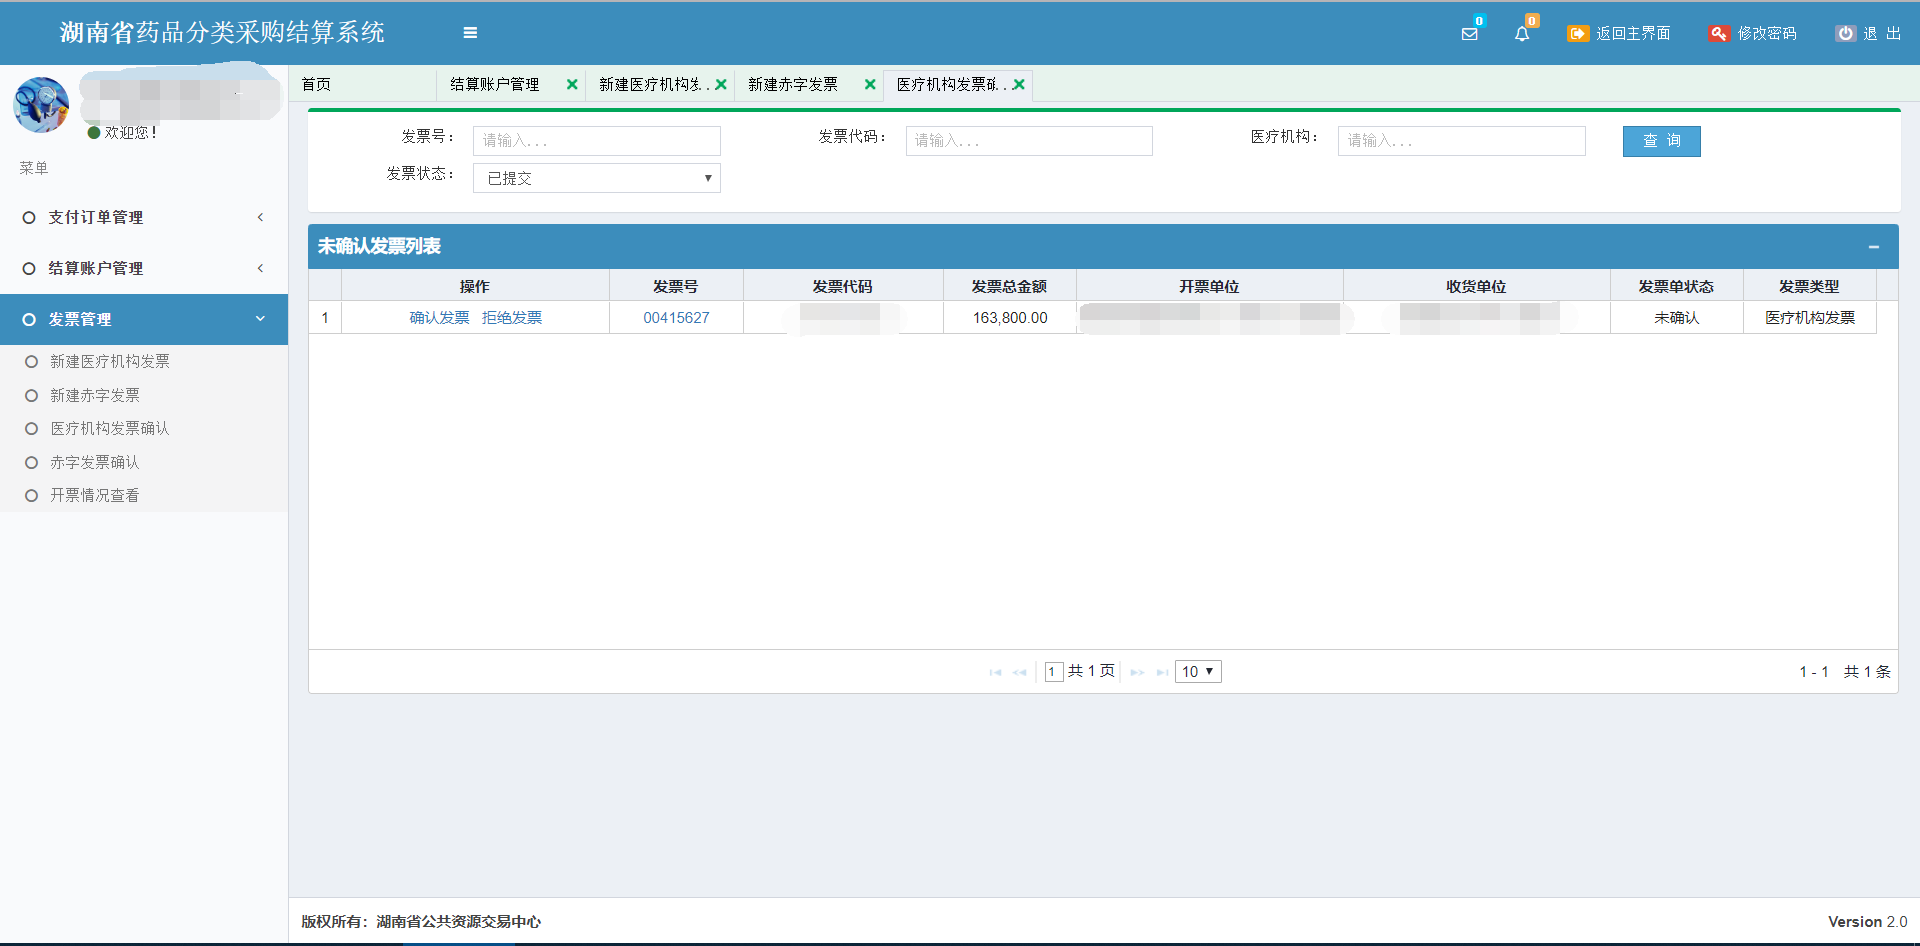 湖南省药品分类采购结算系统
0
0
返回主界面
修改密码
退 出
欢迎您！
菜单
支付订单管理
结算账户管理
发票管理
新建医疗机构发票
新建赤字发票
医疗机构发票确认
赤字发票确认
开票情况查看
首页
结算账户管理
新建医疗机构发..
新建赤字发票
医疗机构发票确..
发票号：
请输入...
发票代码：
请输入...
医疗机构：
请输入...
查 询
发票状态：
已提交
未确认发票列表
操作 发票号 发票代码 发票总金额 开票单位 收货单位 发票单状态 发票类型
1 确认发票 拒绝发票 00415627 163,800.00 未确认 医疗机构发票
1 共 1 页 10
1 - 1 共 1 条
版权所有：湖南省公共资源交易中心
Version 2.0